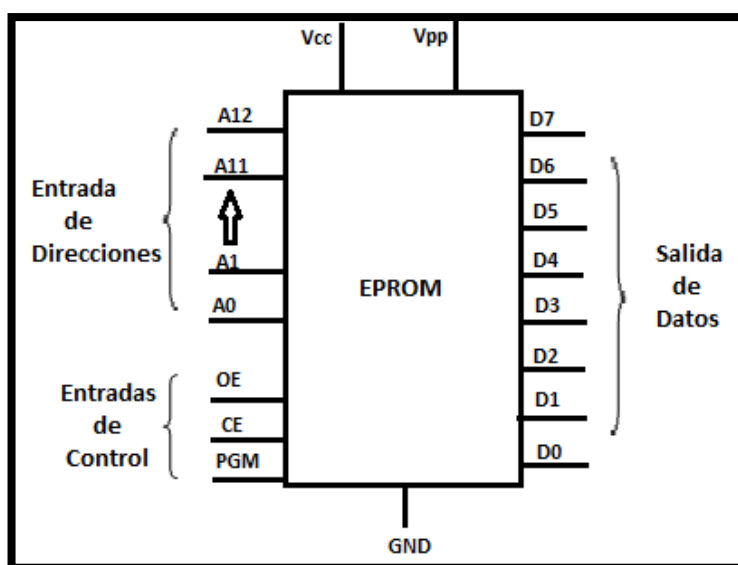 Vcc
Vpp
A12
A11
A1
A0
Entrada
de
Direcciones
OE
CE
PGM
Entradas
de
Control
EPROM
D7
D6
D5
D4
D3
D2
D1
D0
Salida
de
Datos
GND